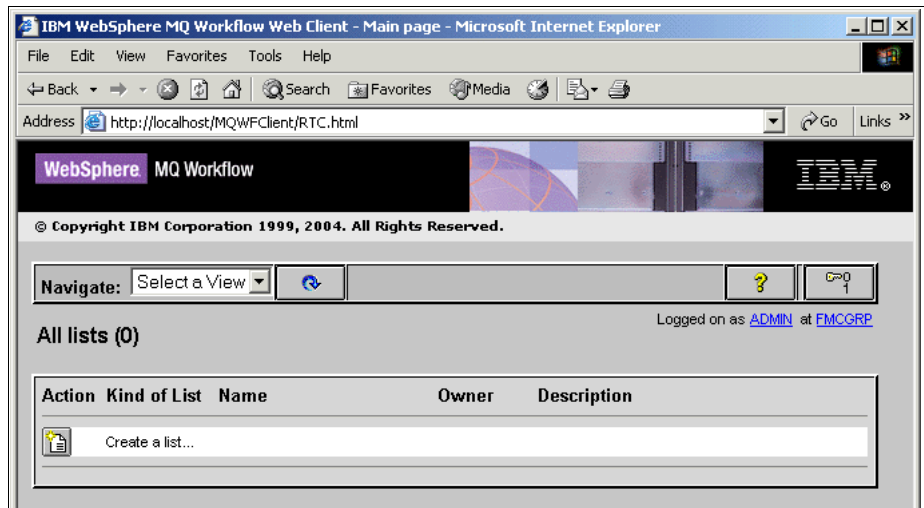 IBM WebSphere MQ Workflow Web Client - Main page - Microsoft Internet Explorer
File Edit View Favorites Tools Help
Back Search Favorites Media
Address http://localhost/MQWFClient/RTC.html Go Links »
WebSphere. MQ Workflow IBM®
© Copyright IBM Corporation 1999, 2004. All Rights Reserved.
Navigate: Select a View ? 0 1
Logged on as ADMIN at FMCGRP
All lists (0)
Action Kind of List Name Owner Description
Create a list...